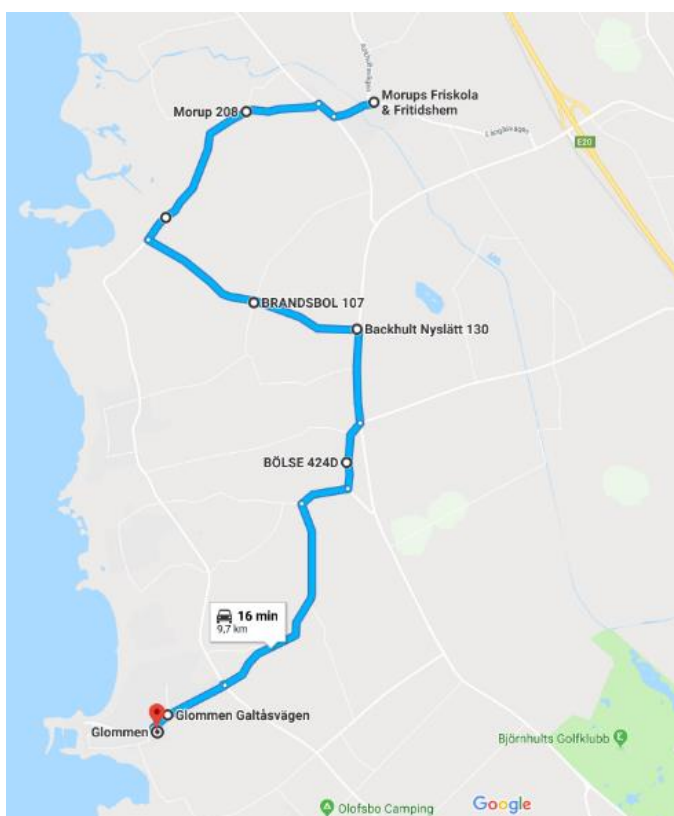 Morups Friskola
& Fritidshem
Morup 208
E20
BRANDSBOL 107
Backhult Nyslätt 130
BÖLSE 424D
16 min
9,7 km
Glommen Galtåsvägen
Glommen
Björnhults Golfklubb
Olofsbo Camping
Google